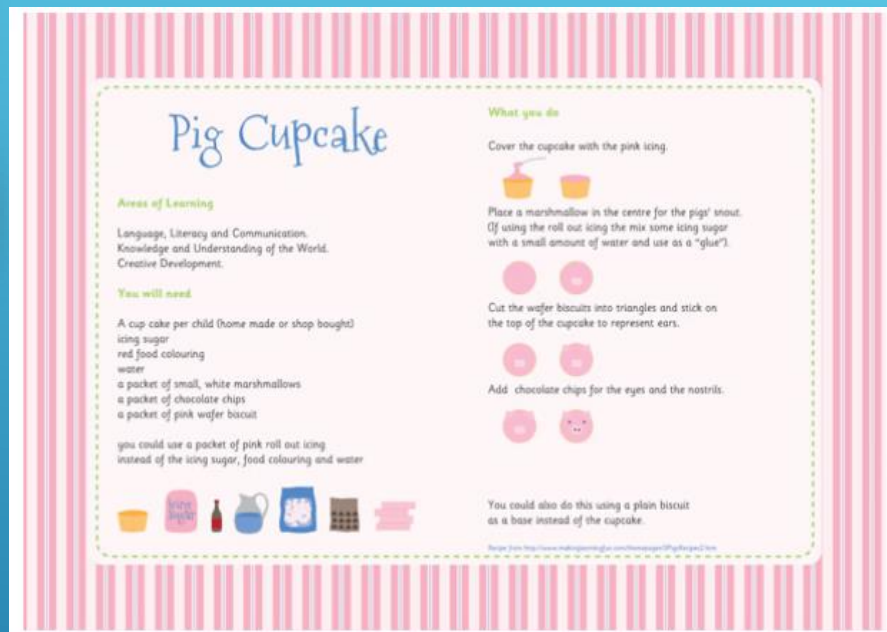 Pig Cupcake
Areas of Learning
Language, Literacy and Communication.
Knowledge and Understanding of the World.
Creative Development.
You will need
A cup cake per child (home made or shop bought)
icing sugar
red food colouring
water
a packet of small, white marshmallows
a packet of chocolate chips
a packet of pink wafer biscuit
you could use a packet of pink roll out icing
instead of the icing sugar, food colouring and water
icing
sugar
What you do
Cover the cupcake with the pink icing.
Place a marshmallow in the centre for the pigs' snout.
(If using the roll out icing the mix some icing sugar
with a small amount of water and use as a "glue").
Cut the wafer biscuits into triangles and stick on
the top of the cupcake to represent ears.
Add chocolate chips for the eyes and the nostrils.
You could also do this using a plain biscuit
as a base instead of the cupcake.
Recipe from